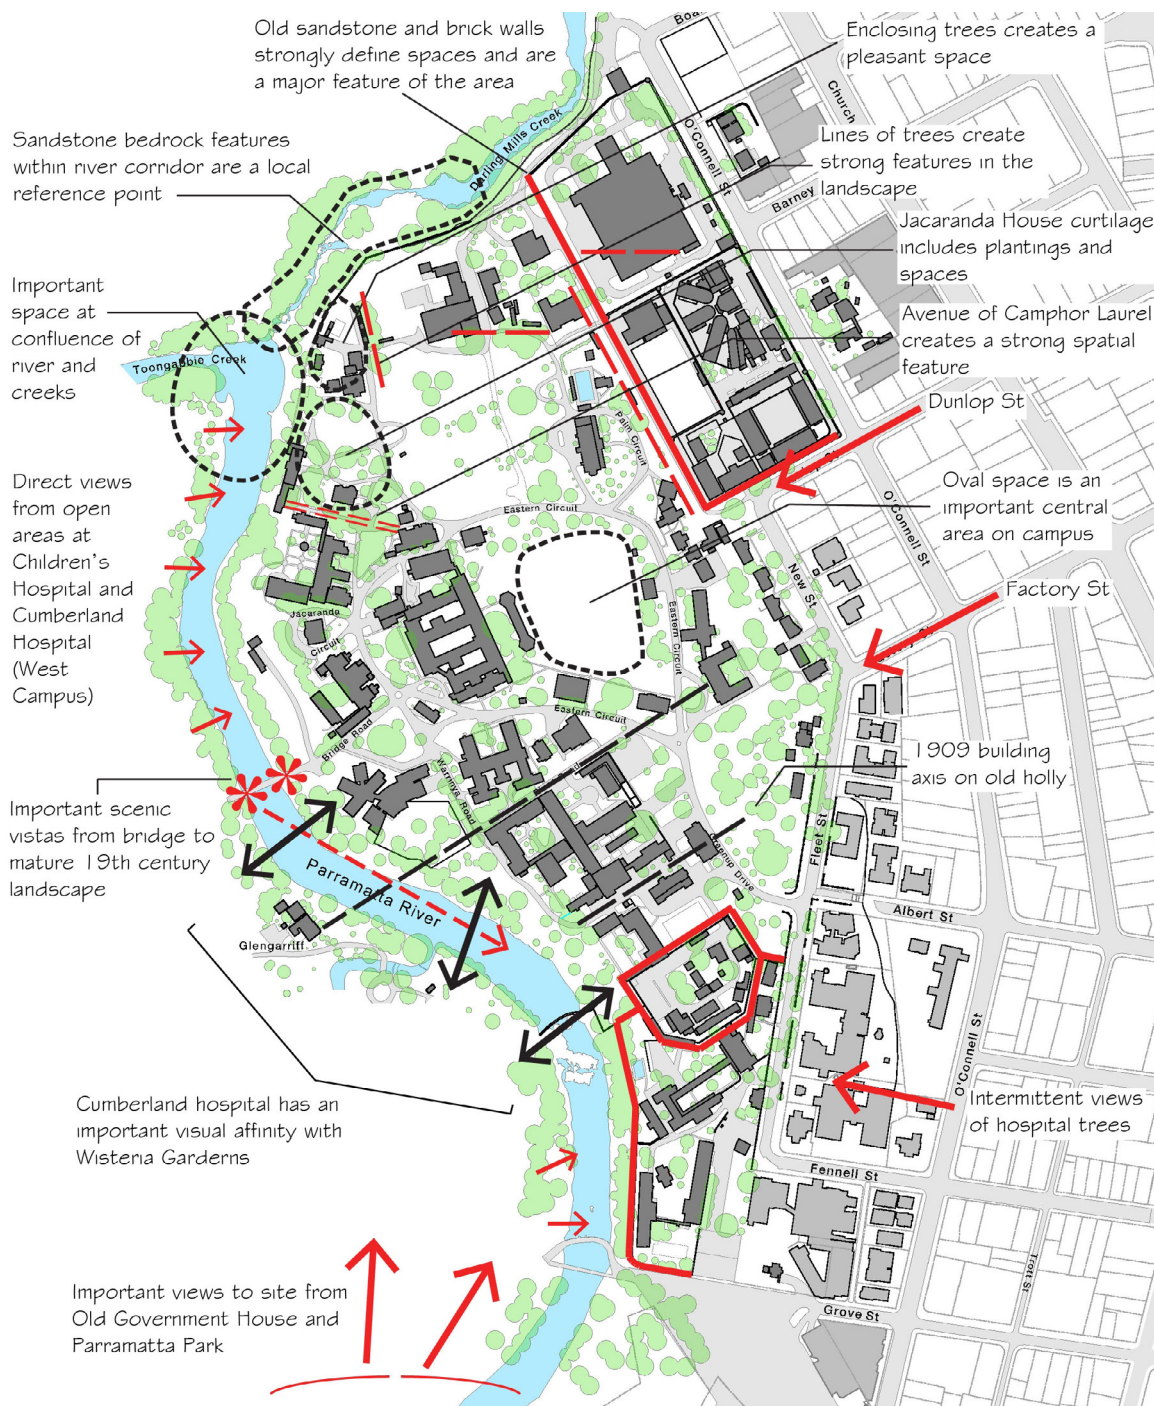 Old sandstone and brick walls
strongly define spaces and are
a major feature of the area
Enclosing trees creates a
pleasant space
Church
O'Connell St
Darling Mills Creek
Sandstone bedrock features
within river corridor are a local
reference point
Lines of trees create
strong features in the
landscape
Barney
Jacaranda House curtilage
includes plantings and
spaces
Important
space at
confluence of
river and
creeks
Toongabbie Creek
Avenue of Camphor Laurel
creates a strong spatial
feature
Dunlop St
Palm Circuit
Direct views
from open
areas at
Children's
Hospital and
Cumberland
Hospital
(West
Campus)
Oval space is an
important central
area on campus
Eastern Circuit
O'Connell St
New St
Factory St
Jacaranda
Circuit
Eastern Circuit
Eastern Circuit
Bridge Road
Warrinya Road
1909 building
axis on old holly
Important scenic
vistas from bridge to
mature 19th century
landscape
Fleet St
Greenup Drive
Parramatta River
Albert St
Glengarriff
O'Connell St
Cumberland hospital has an
important visual affinity with
Wisteria Garderns
Intermittent views
of hospital trees
Fennell St
Trott St
Important views to site from
Old Government House and
Parramatta Park
Grove St